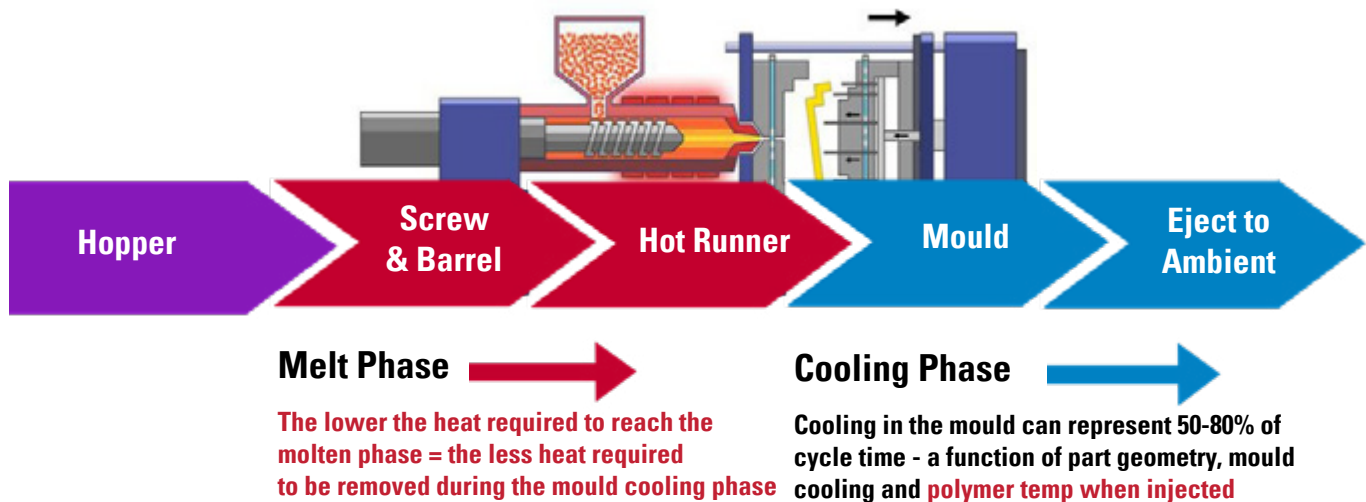 Hopper
Screw
& Barrel
Hot Runner
Mould
Eject to
Ambient
Melt Phase
The lower the heat required to reach the
molten phase = the less heat required
to be removed during the mould cooling phase
Cooling Phase
Cooling in the mould can represent 50-80% of
cycle time - a function of part geometry, mould
cooling and polymer temp when injected